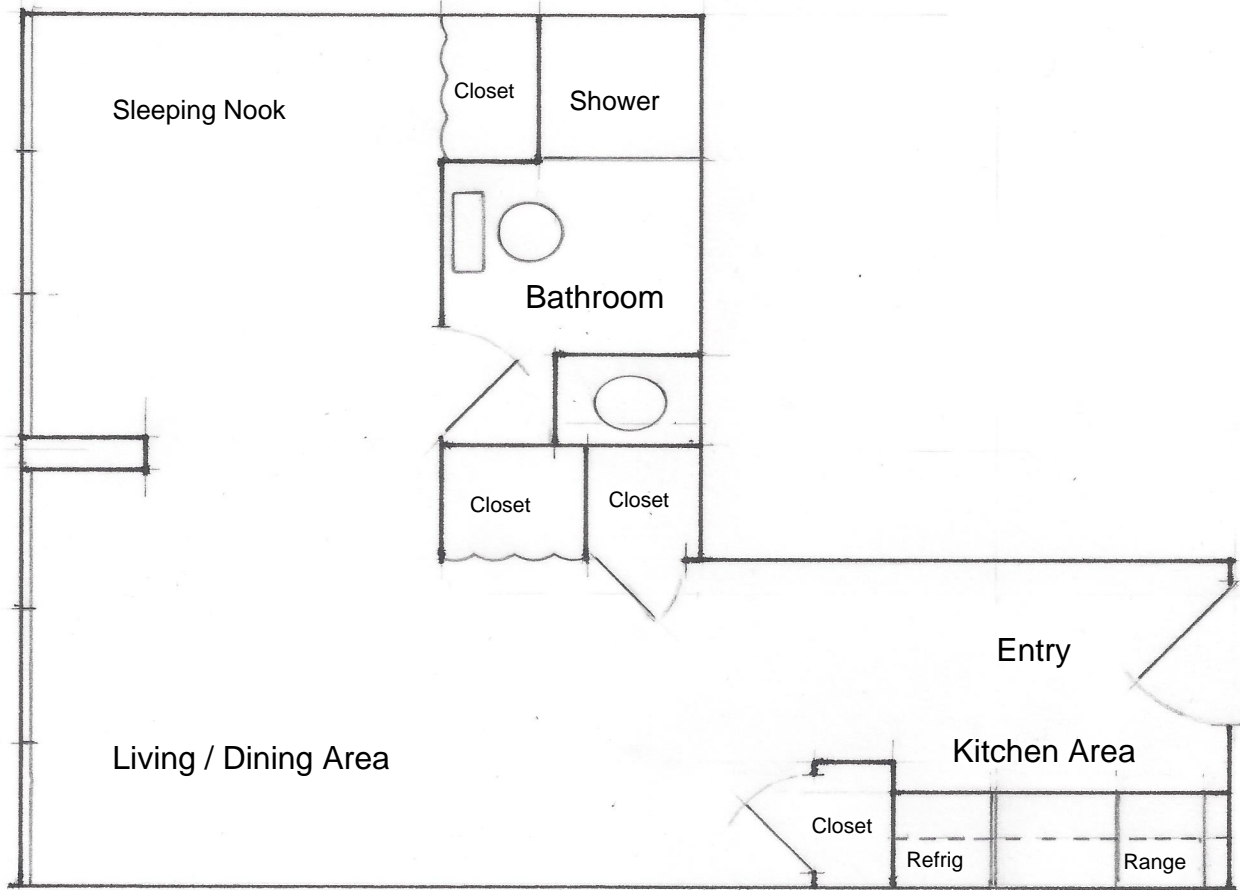 Closet
Shower
Sleeping Nook
Bathroom
Closet
Closet
Entry
Living / Dining Area
Kitchen Area
Closet
Refrig
Range